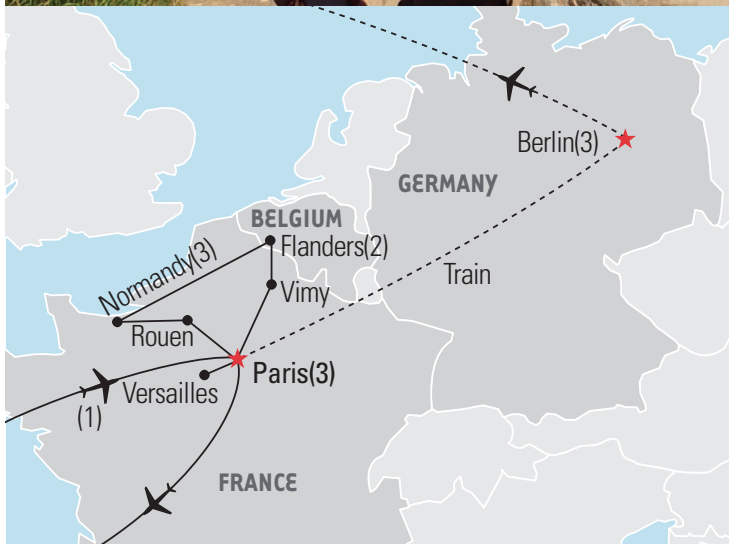 Berlin(3)
GERMANY
BELGIUM
Flanders(2)
Normandy(3)
Vimy
Train
Rouen
Paris(3)
Versailles
(1)
FRANCE